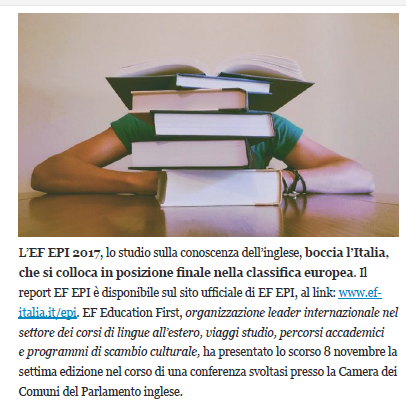 L'EF EPI 2017, lo studio sulla conoscenza dell'inglese, boccia l'Italia,
che si colloca in posizione finale nella classifica europea. Il
report EF EPI è disponibile sul sito ufficiale di EF EPI, al link: www.ef-
italia.it/epi. EF Education First, organizzazione leader internazionale nel
settore dei corsi di lingue all'estero, viaggi studio, percorsi accademici
e programmi di scambio culturale, ha presentato lo scorso 8 novembre la
settima edizione nel corso di una conferenza svoltasi presso la Camera dei
Comuni del Parlamento inglese.